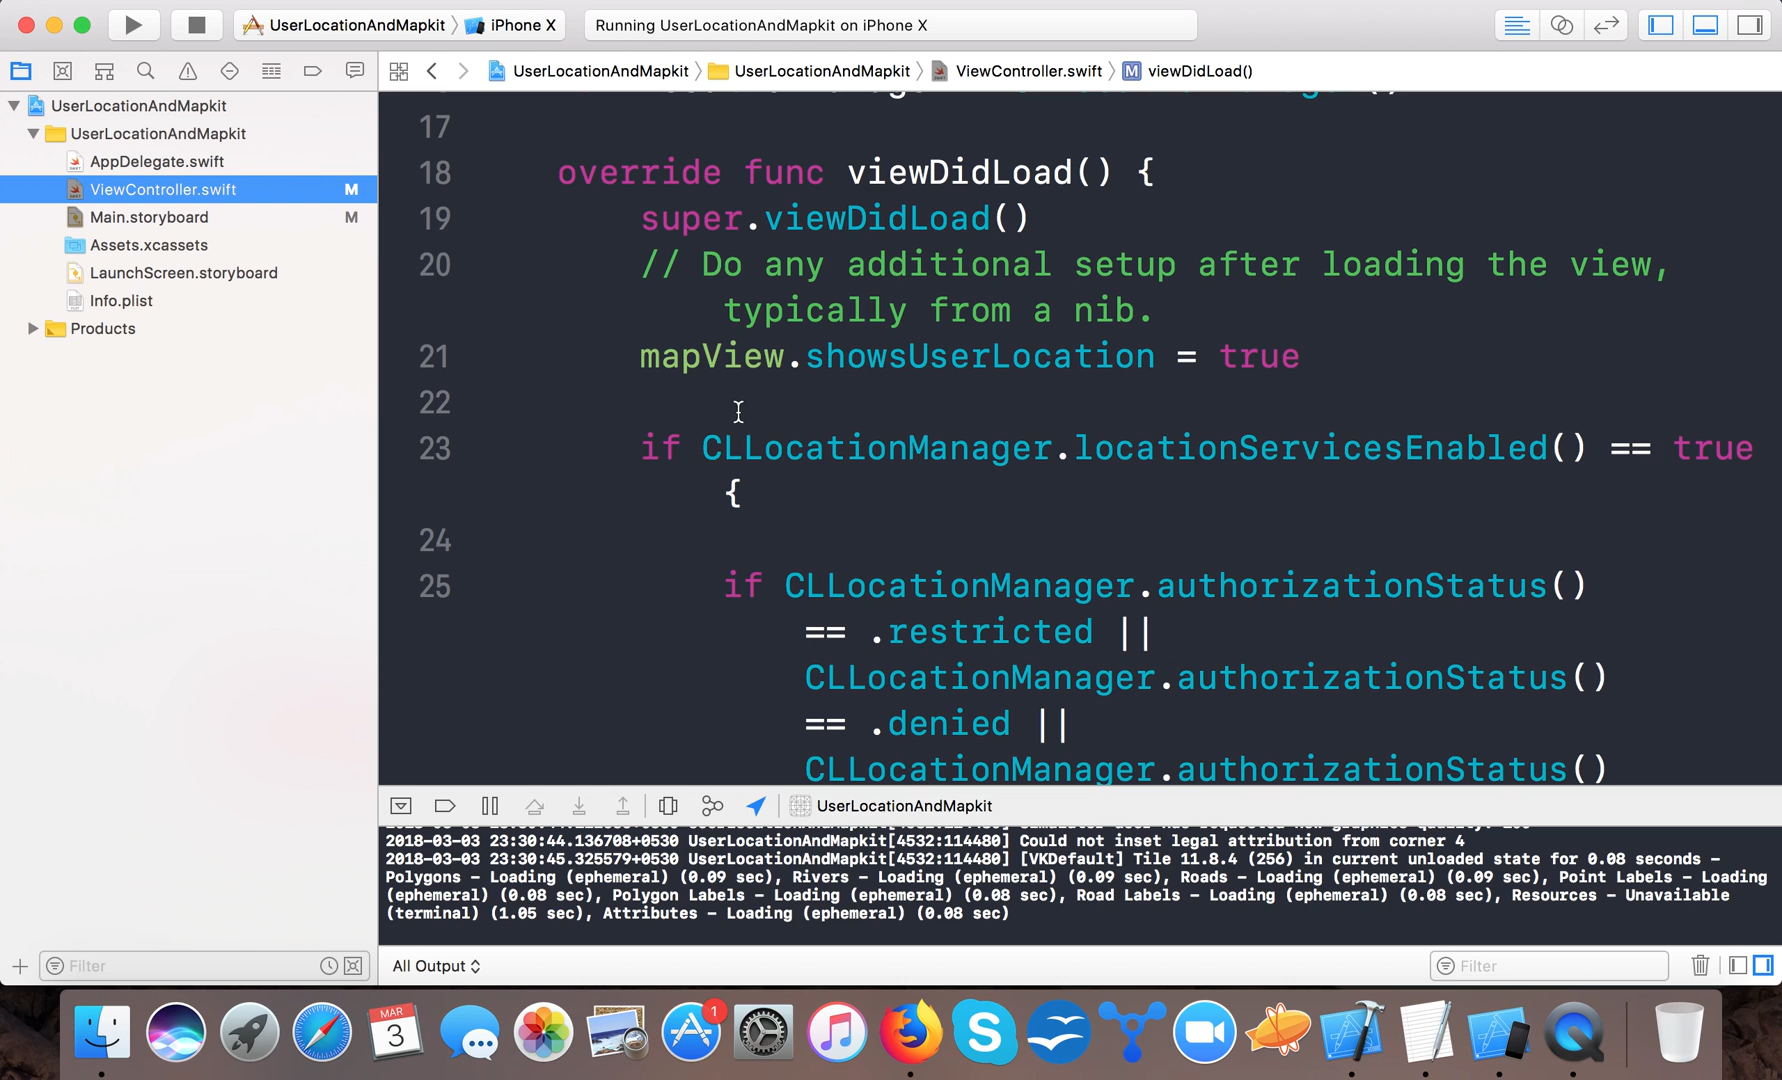 UserLocationAndMapkit iPhone X
Running UserLocationAndMapkit on iPhone X
UserLocationAndMapkit UserLocationAndMapkit ViewController.swift M viewDidLoad()
UserLocationAndMapkit
UserLocationAndMapkit
AppDelegate.swift
ViewController.swift M
Main.storyboard M
Assets.xcassets
LaunchScreen.storyboard
Info.plist
Products
17
18 override func viewDidLoad() {
19 super.viewDidLoad()
20 // Do any additional setup after loading the view,
typically from a nib.
21 mapView.showsUserLocation = true
22
23 if CLLocationManager.locationServicesEnabled() == true
{
24
25 if CLLocationManager.authorizationStatus()
== .restricted ||
CLLocationManager.authorizationStatus()
== .denied ||
CLLocationManager.authorizationStatus()
UserLocationAndMapkit
2018-03-03 23:30:44.136708+0530 UserLocationAndMapkit[4532:114480] Could not inset legal attribution from corner 4
2018-03-03 23:30:45.325579+0530 UserLocationAndMapkit[4532:114480] [VKDefault] Tile 11.8.4 (256) in current unloaded state for 0.08 seconds -
Polygons - Loading (ephemeral) (0.09 sec), Rivers - Loading (ephemeral) (0.09 sec), Roads - Loading (ephemeral) (0.09 sec), Point Labels - Loading
(ephemeral) (0.08 sec), Polygon Labels - Loading (ephemeral) (0.08 sec), Road Labels - Loading (ephemeral) (0.08 sec), Resources - Unavailable
(terminal) (1.05 sec), Attributes - Loading (ephemeral) (0.08 sec)
Filter
All Output
Filter
MAR
3
1